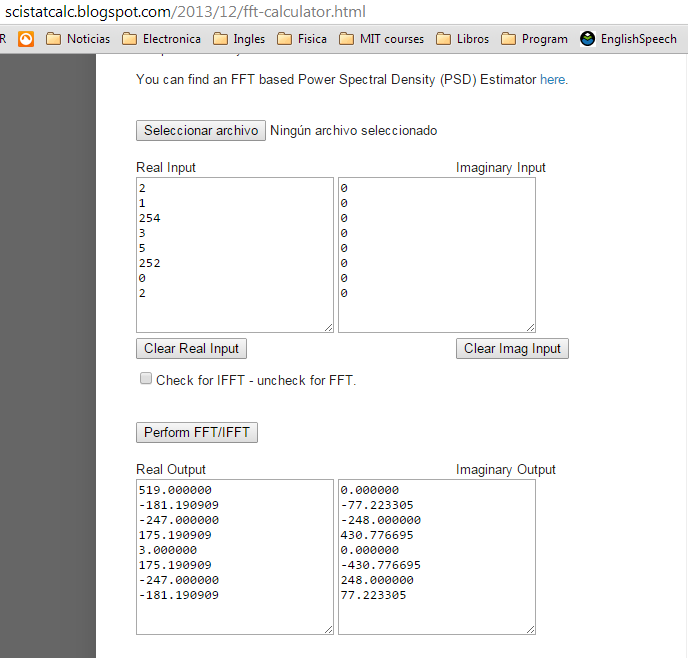 scistatcalc.blogspot.com/2013/12/fft-calculator.html
R Noticias Electronica Ingles Fisica MIT courses Libros Program EnglishSpeech
You can find an FFT based Power Spectral Density (PSD) Estimator here.
Seleccionar archivo Ningún archivo seleccionado
Real Input Imaginary Input
2 0
1 0
254 0
3 0
5 0
252 0
0 0
2 0
Clear Real Input Clear Imag Input
Check for IFFT - uncheck for FFT.
Perform FFT/IFFT
Real Output Imaginary Output
519.000000 0.000000
-181.190909 -77.223305
-247.000000 -248.000000
175.190909 430.776695
3.000000 0.000000
175.190909 -430.776695
-247.000000 248.000000
-181.190909 77.223305